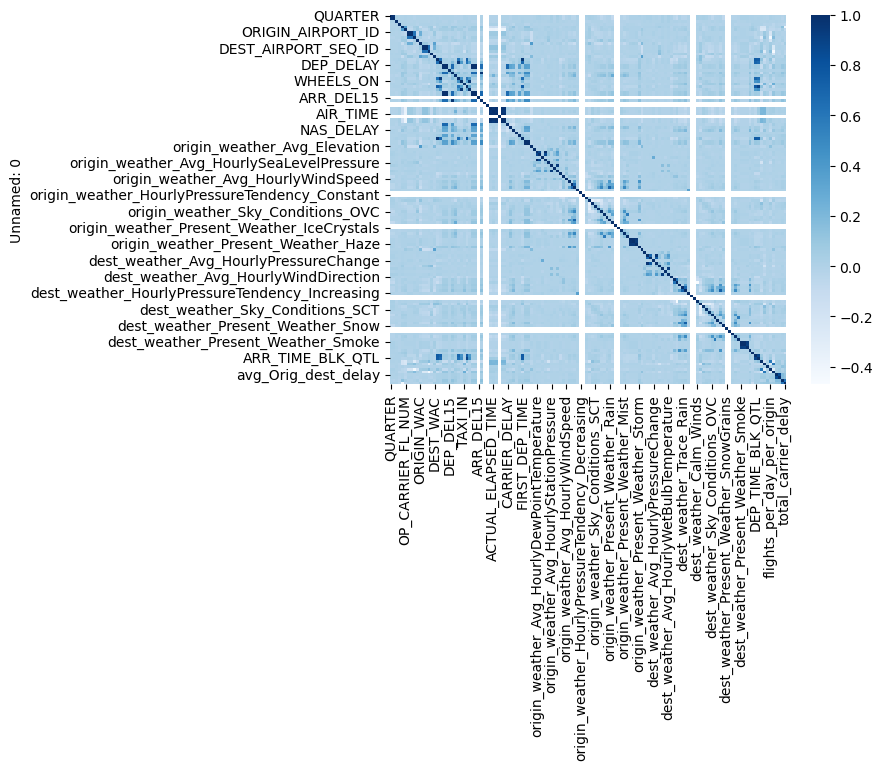 Unnamed: 0
QUARTER
ORIGIN_AIRPORT_ID
DEST_AIRPORT_SEQ_ID
DEP_DELAY
WHEELS_ON
ARR_DEL15
AIR_TIME
NAS_DELAY
origin_weather_Avg_Elevation
origin_weather_Avg_HourlySeaLevelPressure
origin_weather_Avg_HourlyWindSpeed
origin_weather_HourlyPressureTendency_Constant
origin_weather_Sky_Conditions_OVC
origin_weather_Present_Weather_IceCrystals
origin_weather_Present_Weather_Haze
dest_weather_Avg_HourlyPressureChange
dest_weather_Avg_HourlyWindDirection
dest_weather_HourlyPressureTendency_Increasing
dest_weather_Sky_Conditions_SCT
dest_weather_Present_Weather_Snow
dest_weather_Present_Weather_Smoke
ARR_TIME_BLK_QTL
avg_Orig_dest_delay
QUARTER
OP_CARRIER_FL_NUM
ORIGIN_WAC
DEST_WAC
DEP_DEL15
TAXI_IN
ARR_DEL15
ACTUAL_ELAPSED_TIME
CARRIER_DELAY
FIRST_DEP_TIME
origin_weather_Avg_HourlyDewPointTemperature
origin_weather_Avg_HourlyStationPressure
origin_weather_Avg_HourlyWindSpeed
origin_weather_HourlyPressureTendency_Decreasing
origin_weather_Sky_Conditions_SCT
origin_weather_Present_Weather_Rain
origin_weather_Present_Weather_Mist
origin_weather_Present_Weather_Storm
dest_weather_Avg_HourlyPressureChange
dest_weather_Avg_HourlyWetBulbTemperature
dest_weather_Trace_Rain
dest_weather_Calm_Winds
dest_weather_Sky_Conditions_OVC
dest_weather_Present_Weather_SnowGrains
dest_weather_Present_Weather_Smoke
DEP_TIME_BLK_QTL
flights_per_day_per_origin
total_carrier_delay
1.0
0.8
0.6
0.4
0.2
0.0
−0.2
−0.4